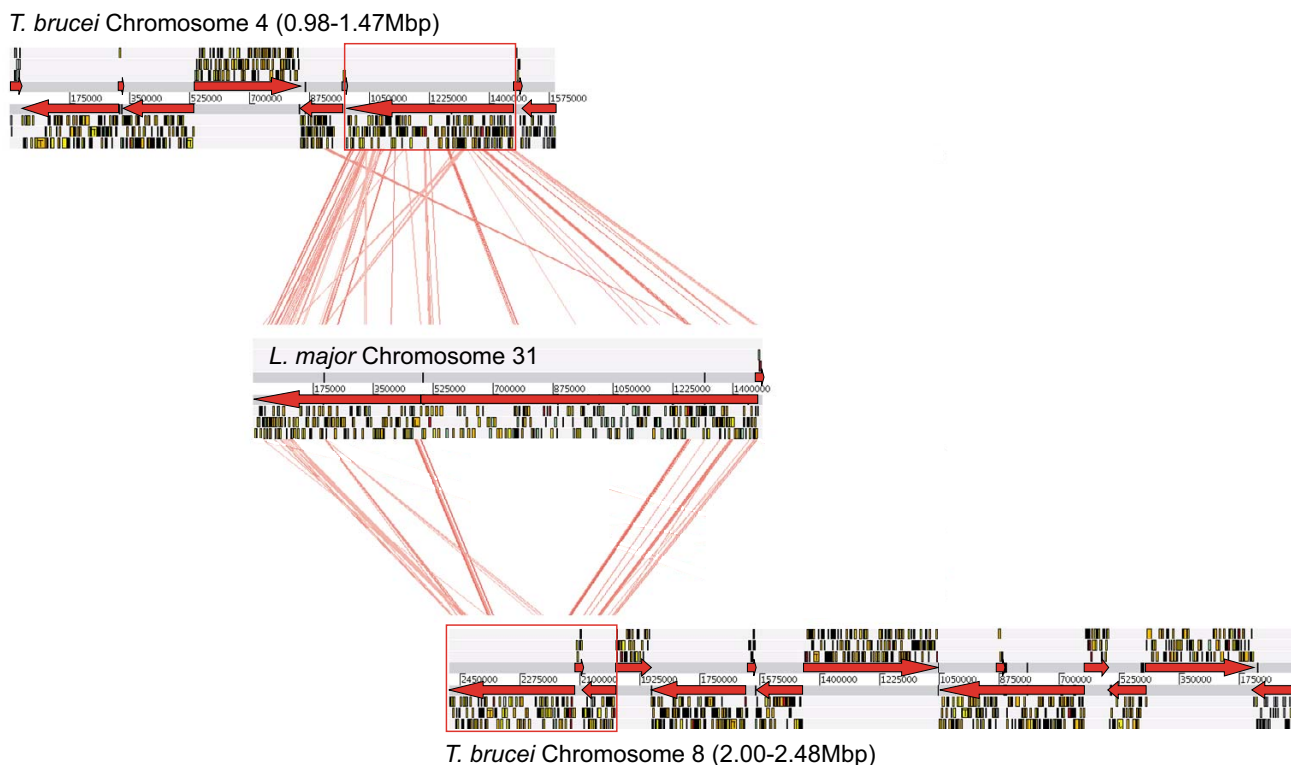 T. brucei Chromosome 4 (0.98-1.47Mbp)
175000 350000 525000 700000 875000 1050000 1225000 1400000 1575000
L. major Chromosome 31
175000 350000 525000 700000 875000 1050000 1225000 1400000
2450000 2275000 2100000 1925000 1750000 1575000 1400000 1225000 1050000 875000 700000 525000 350000 175000
T. brucei Chromosome 8 (2.00-2.48Mbp)